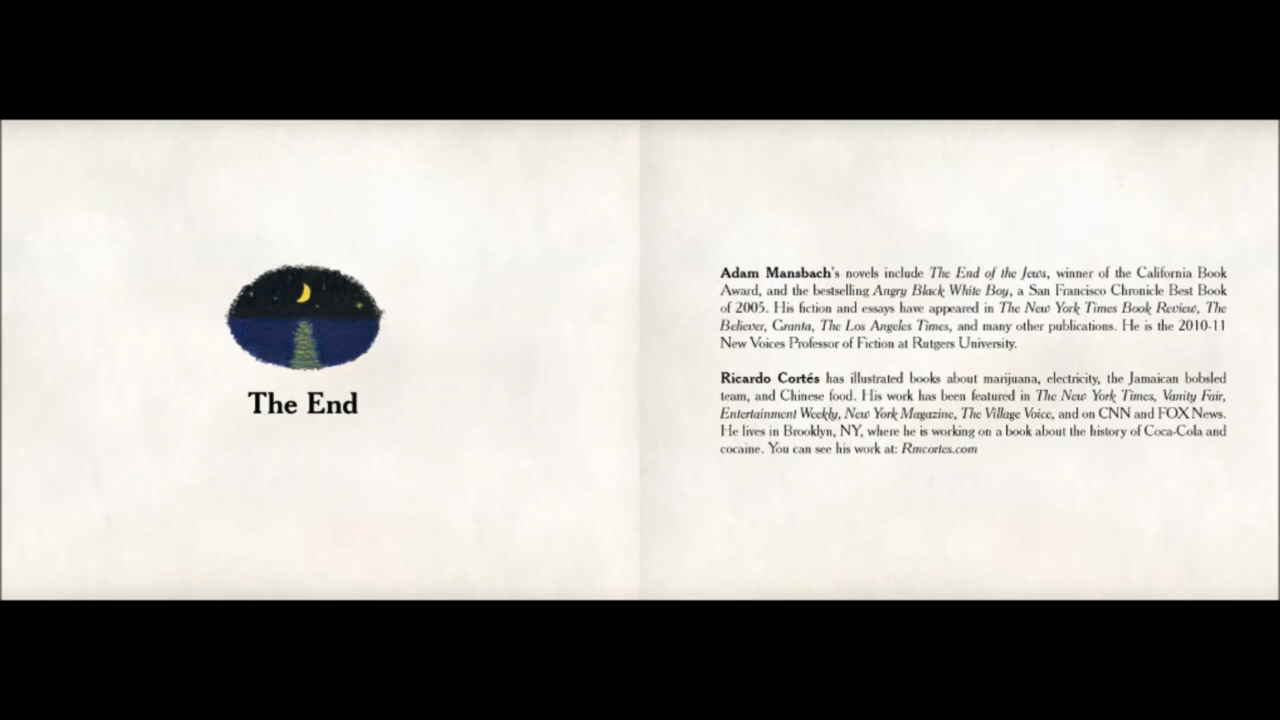 The End
Adam Mansbach's novels include The End of the Jews, winner of the California Book
Award, and the bestselling Angry Black White Boy, a San Francisco Chronicle Best Book
of 2005. His fiction and essays have appeared in The New York Times Book Review, The
Believer, Granta, The Los Angeles Times, and many other publications. He is the 2010-11
New Voices Professor of Fiction at Rutgers University.
Ricardo Cortés has illustrated books about marijuana, electricity, the Jamaican bobsled
team, and Chinese food. His work has been featured in The New York Times, Vanity Fair,
Entertainment Weekly, New York Magazine, The Village Voice, and on CNN and FOX News.
He lives in Brooklyn, NY, where he is working on a book about the history of Coca-Cola and
cocaine. You can see his work at: Rmcortes.com